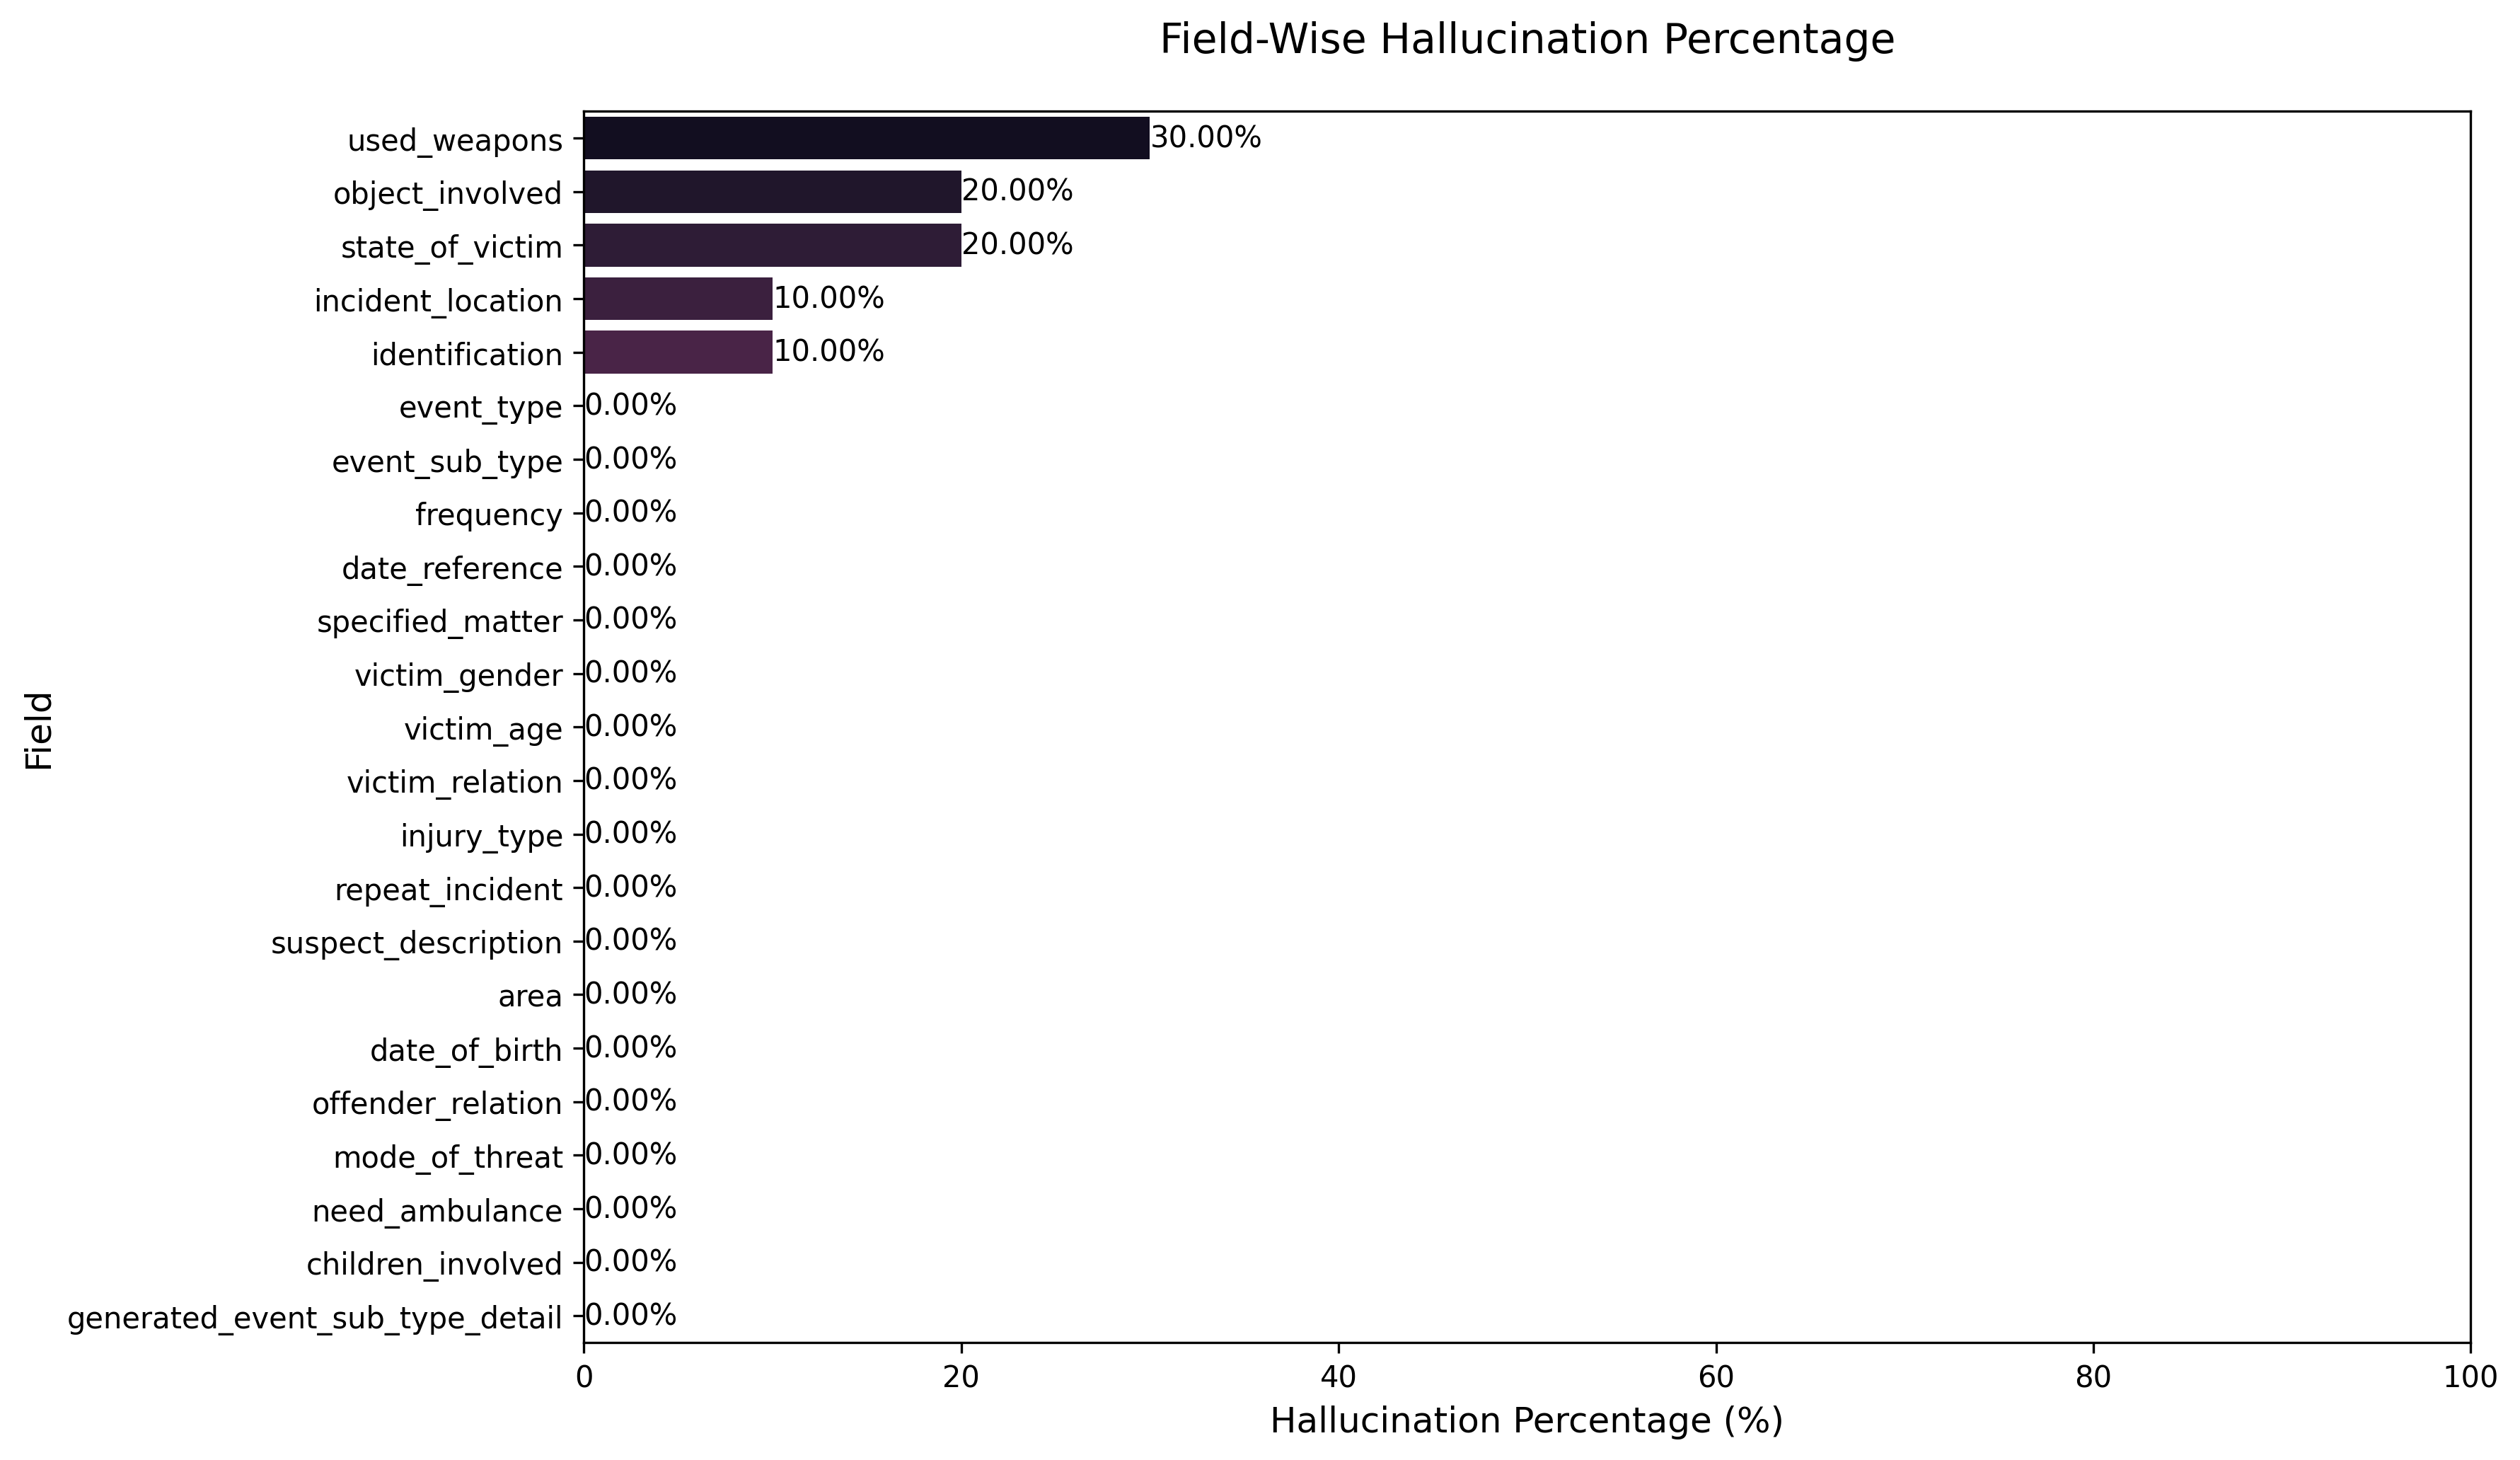 Field-Wise Hallucination Percentage
used_weapons 30.00%
object_involved 20.00%
state_of_victim 20.00%
incident_location 10.00%
identification 10.00%
event_type 0.00%
event_sub_type 0.00%
frequency 0.00%
date_reference 0.00%
specified_matter 0.00%
victim_gender 0.00%
victim_age 0.00%
victim_relation 0.00%
injury_type 0.00%
repeat_incident 0.00%
suspect_description 0.00%
area 0.00%
date_of_birth 0.00%
offender_relation 0.00%
mode_of_threat 0.00%
need_ambulance 0.00%
children_involved 0.00%
generated_event_sub_type_detail 0.00%
Field
0 20 40 60 80 100
Hallucination Percentage (%)